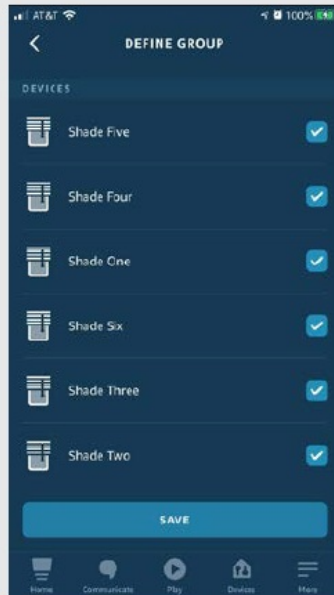 AT&T 100%
DEFINE GROUP
DEVICES
Shade Five
Shade Four
Shade One
Shade Six
Shade Three
Shade Two
SAVE
Home Communicate Play Devices More